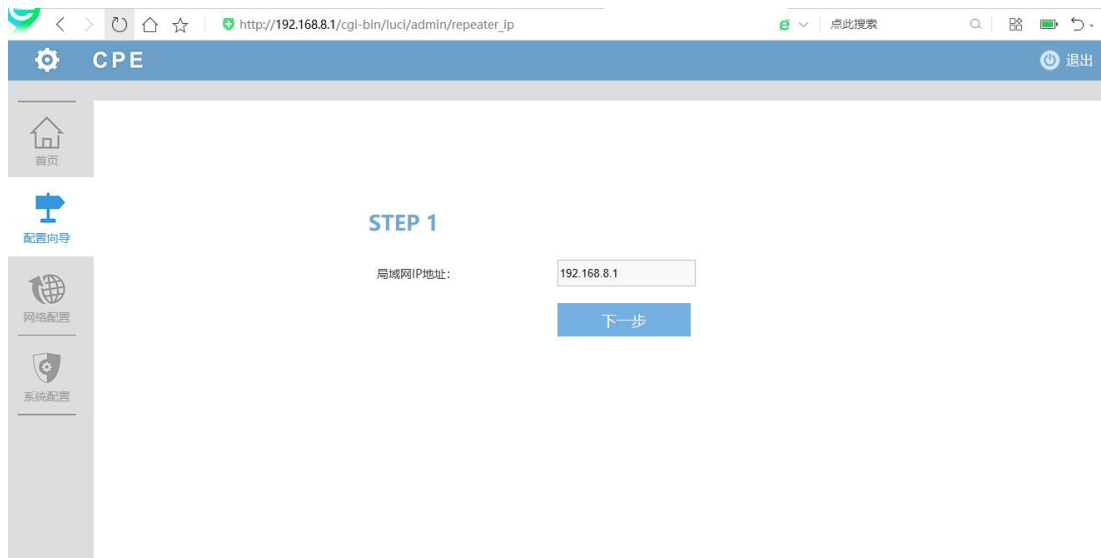 http://192.168.8.1/cgi-bin/luci/admin/repeater_ip
点此搜索
CPE
退出
首页
配置向导
网络配置
系统配置
STEP 1
局域网IP地址:
192.168.8.1
下一步